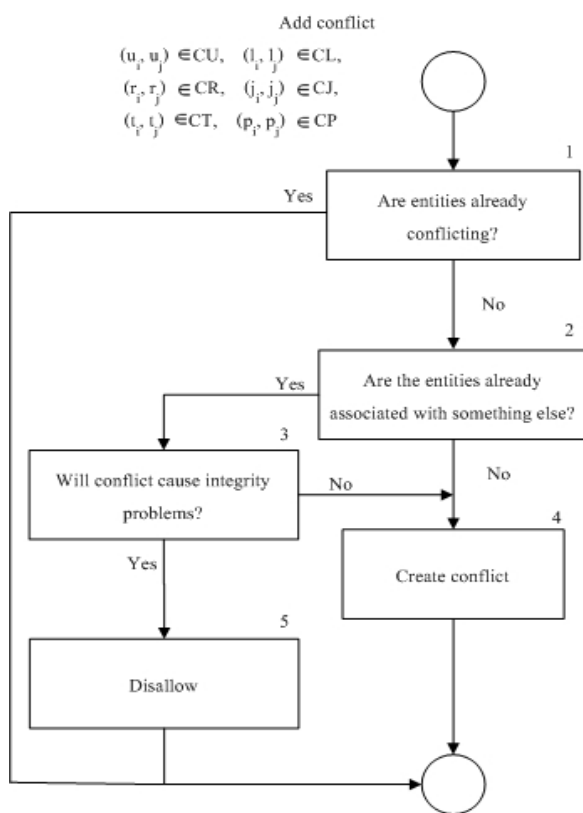 Add conflict
(u_i, u_j) ∈CU, (l_i, l_j) ∈CL,
(r_i, r_j) ∈CR, (j_i, j_j) ∈CJ,
(t_i, t_j) ∈CT, (p_i, p_j) ∈CP
1
Yes
Are entities already
conflicting?
No
2
Yes
Are the entities already
associated with something else?
3
Will conflict cause integrity
problems?
No
No
4
Yes
Create conflict
5
Disallow